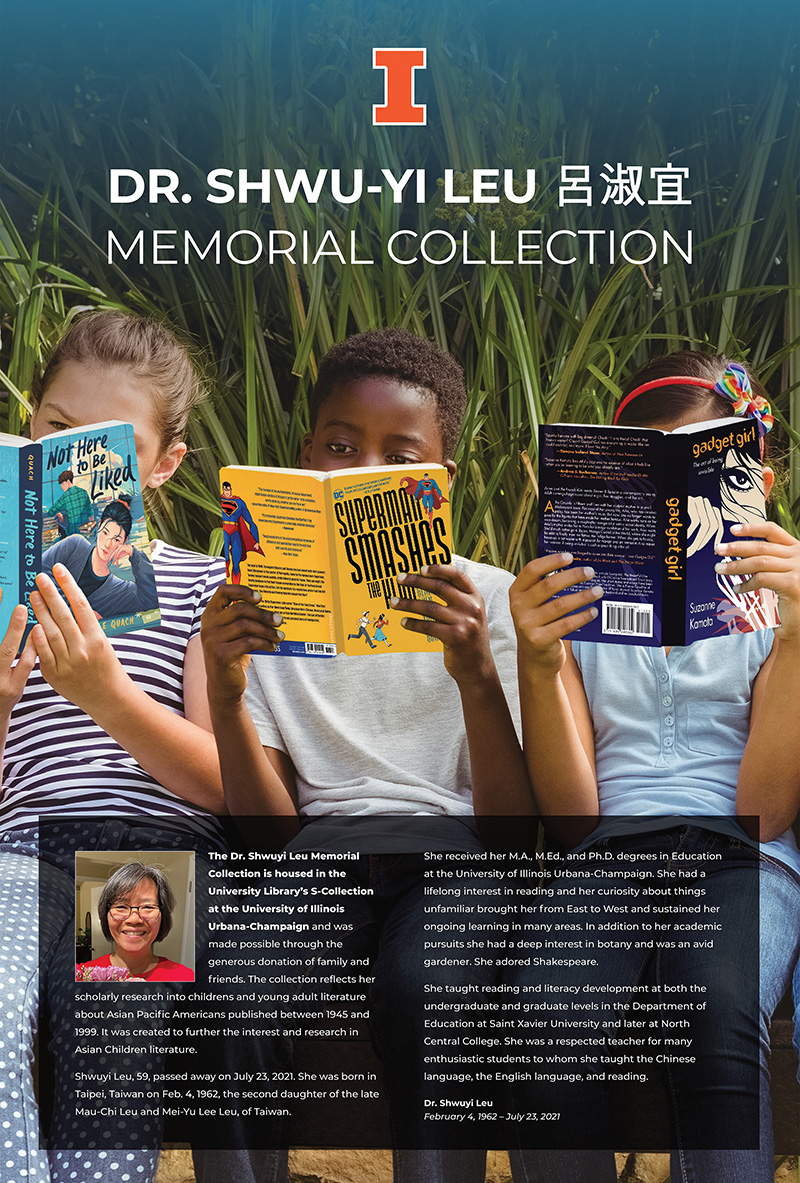 I
DR. SHWU-YI LEU 呂淑宜
MEMORIAL COLLECTION
QUACH
Not Here to Be Liked
Not Here
to Be
Liked
E QUACH
DC
SUPERMAN
SMASHES
THE KLAN
gadget girl
gadget girl
The art of being
invisible
Suzanne
Kamata
The Dr. Shwuyi Leu Memorial
Collection is housed in the
University Library's S-Collection
at the University of Illinois
Urbana-Champaign and was
made possible through the
generous donation of family and
friends. The collection reflects her
scholarly research into childrens and young adult literature
about Asian Pacific Americans published between 1945 and
1999. It was created to further the interest and research in
Asian Children literature.
Shwuyi Leu, 59, passed away on July 23, 2021. She was born in
Taipei, Taiwan on Feb. 4, 1962, the second daughter of the late
Mau-Chi Leu and Mei-Yu Lee Leu, of Taiwan.
She received her M.A., M.Ed., and Ph.D. degrees in Education
at the University of Illinois Urbana-Champaign. She had a
lifelong interest in reading and her curiosity about things
unfamiliar brought her from East to West and sustained her
ongoing learning in many areas. In addition to her academic
pursuits she had a deep interest in botany and was an avid
gardener. She adored Shakespeare.
She taught reading and literacy development at both the
undergraduate and graduate levels in the Department of
Education at Saint Xavier University and later at North
Central College. She was a respected teacher for many
enthusiastic students to whom she taught the Chinese
language, the English language, and reading.
Dr. Shwuyi Leu
February 4, 1962 – July 23, 2021